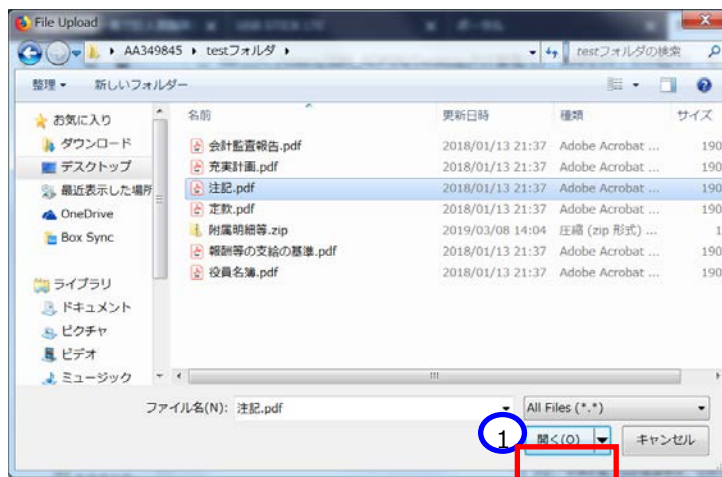 File Upload
AA349845 ▸ testフォルダ ▸
testフォルダの検索
整理 新しいフォルダー
名前 更新日時 種類 サイズ
お気に入り
ダウンロード
デスクトップ
最近表示した場所
OneDrive
Box Sync
ライブラリ
ドキュメント
ピクチャ
ビデオ
ミュージック
会計監査報告.pdf 2018/01/13 21:37 Adobe Acrobat ... 190
充実計画.pdf 2018/01/13 21:37 Adobe Acrobat ... 190
注記.pdf 2018/01/13 21:37 Adobe Acrobat ... 190
定款.pdf 2018/01/13 21:37 Adobe Acrobat ... 190
附属明細等.zip 2019/03/08 14:04 圧縮 (zip 形式) ... 1
報酬等の支給の基準.pdf 2018/01/13 21:37 Adobe Acrobat ... 190
役員名簿.pdf 2018/01/13 21:37 Adobe Acrobat ... 190
ファイル名(N): 注記.pdf All Files (*.*)
1 開く(O) キャンセル